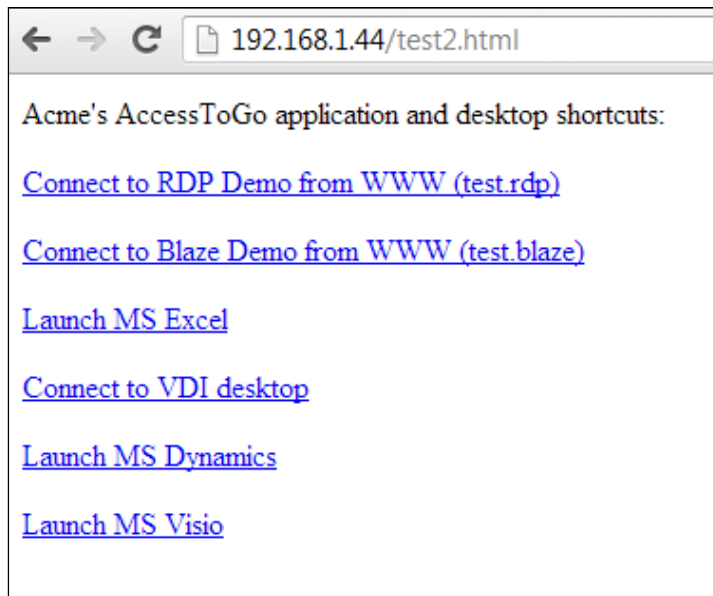 192.168.1.44/test2.html
Acme's AccessToGo application and desktop shortcuts:
Connect to RDP Demo from WWW (test.rdp)
Connect to Blaze Demo from WWW (test.blaze)
Launch MS Excel
Connect to VDI desktop
Launch MS Dynamics
Launch MS Visio